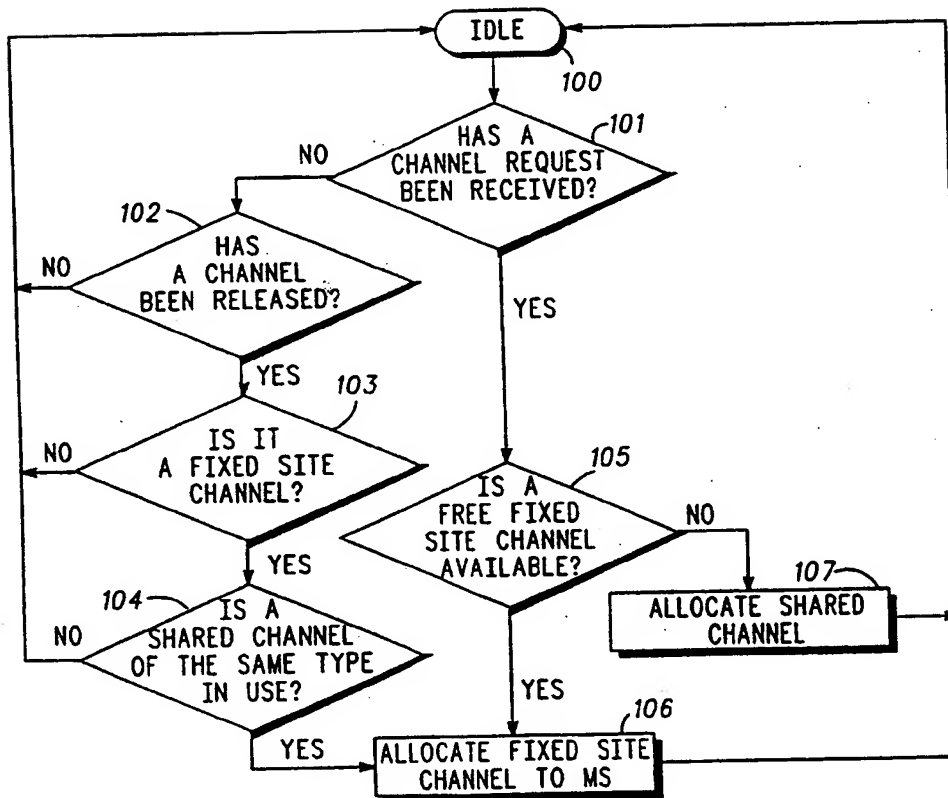 IDLE
100
101
HAS A
CHANNEL REQUEST
BEEN RECEIVED?
NO
102
HAS
A CHANNEL
BEEN RELEASED?
NO
YES
YES
103
IS IT
A FIXED SITE
CHANNEL?
NO
YES
105
IS A
FREE FIXED
SITE CHANNEL
AVAILABLE?
NO
104
IS A
SHARED CHANNEL
OF THE SAME TYPE
IN USE?
NO
107
ALLOCATE SHARED
CHANNEL
YES
YES
106
ALLOCATE FIXED SITE
CHANNEL TO MS